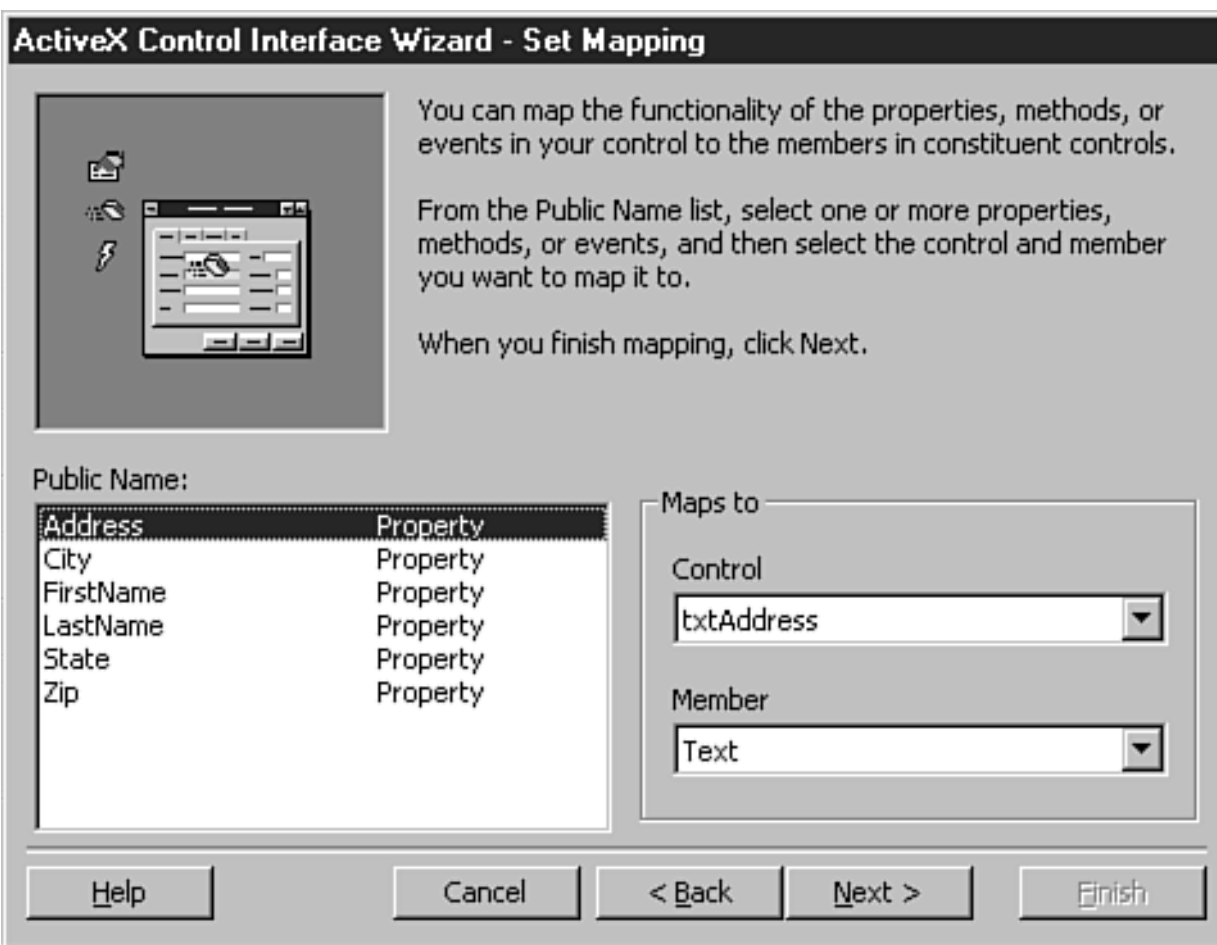 ActiveX Control Interface Wizard - Set Mapping
You can map the functionality of the properties, methods, or
events in your control to the members in constituent controls.
From the Public Name list, select one or more properties,
methods, or events, and then select the control and member
you want to map it to.
When you finish mapping, click Next.
Public Name:
Address Property
City Property
FirstName Property
LastName Property
State Property
Zip Property
Maps to
Control
txtAddress
Member
Text
Help Cancel < Back Next > Finish